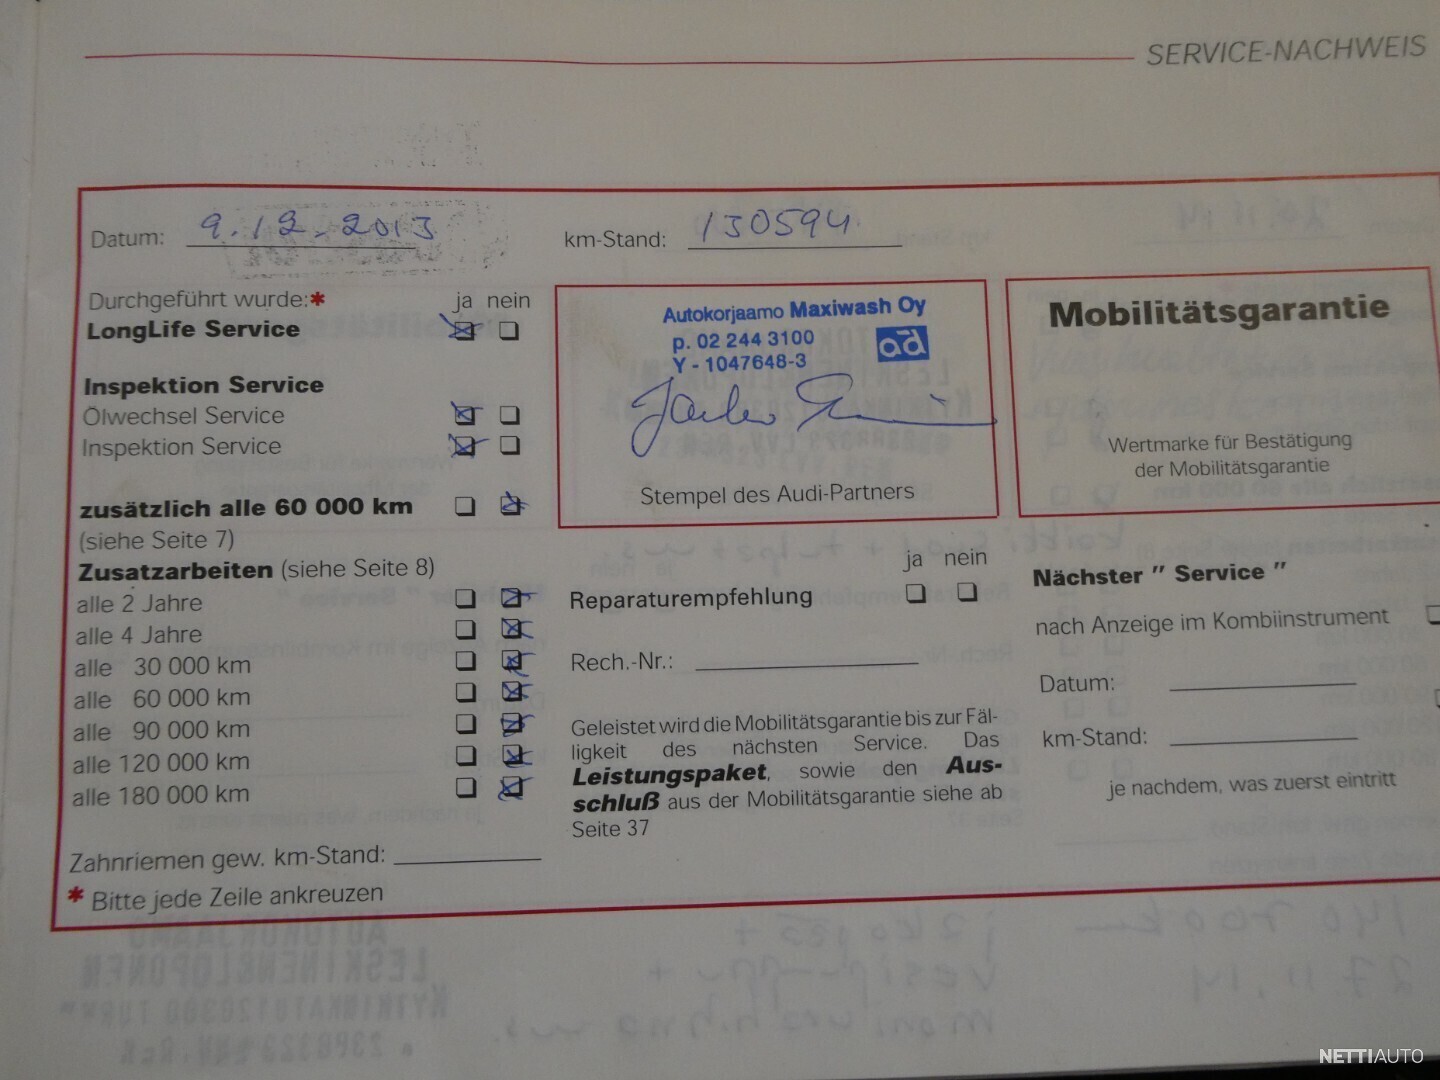 SERVICE-NACHWEIS
Datum: 9.12.2013 km-Stand: 130594
Durchgeführt wurde:* ja nein
LongLife Service
Inspektion Service
Ölwechsel Service
Inspektion Service
zusätzlich alle 60 000 km
(siehe Seite 7)
Zusatzarbeiten (siehe Seite 8)
alle 2 Jahre
alle 4 Jahre
alle 30 000 km
alle 60 000 km
alle 90 000 km
alle 120 000 km
alle 180 000 km
Zahnriemen gew. km-Stand:
* Bitte jede Zeile ankreuzen
Autokorjaamo Maxiwash Oy
p. 02 244 3100
Y - 1047648-3
ad
Stempel des Audi-Partners
ja nein
Reparaturempfehlung
Rech.-Nr.:
Geleistet wird die Mobilitätsgarantie bis zur Fäl-
ligkeit des nächsten Service. Das
Leistungspaket, sowie den Aus-
schluß aus der Mobilitätsgarantie siehe ab
Seite 37
Mobilitätsgarantie
Wertmarke für Bestätigung
der Mobilitätsgarantie
Nächster " Service "
nach Anzeige im Kombiinstrument
Datum:
km-Stand:
je nachdem, was zuerst eintritt
NETTIAUTO